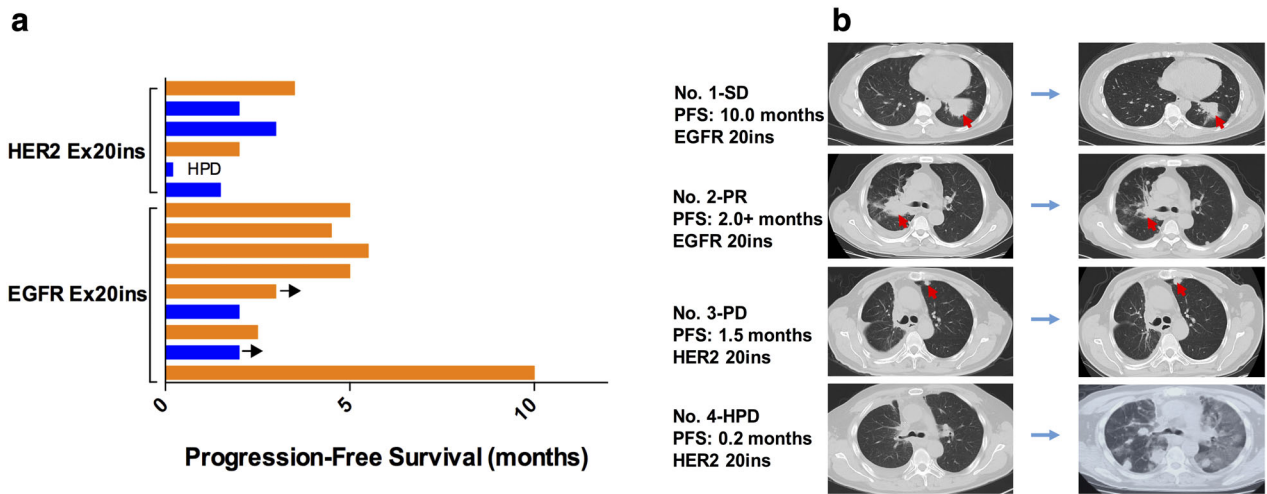 a
HER2 Ex20ins
HPD
EGFR Ex20ins
0
5
10
Progression-Free Survival (months)
b
No. 1-SD
PFS: 10.0 months
EGFR 20ins
No. 2-PR
PFS: 2.0+ months
EGFR 20ins
No. 3-PD
PFS: 1.5 months
HER2 20ins
No. 4-HPD
PFS: 0.2 months
HER2 20ins